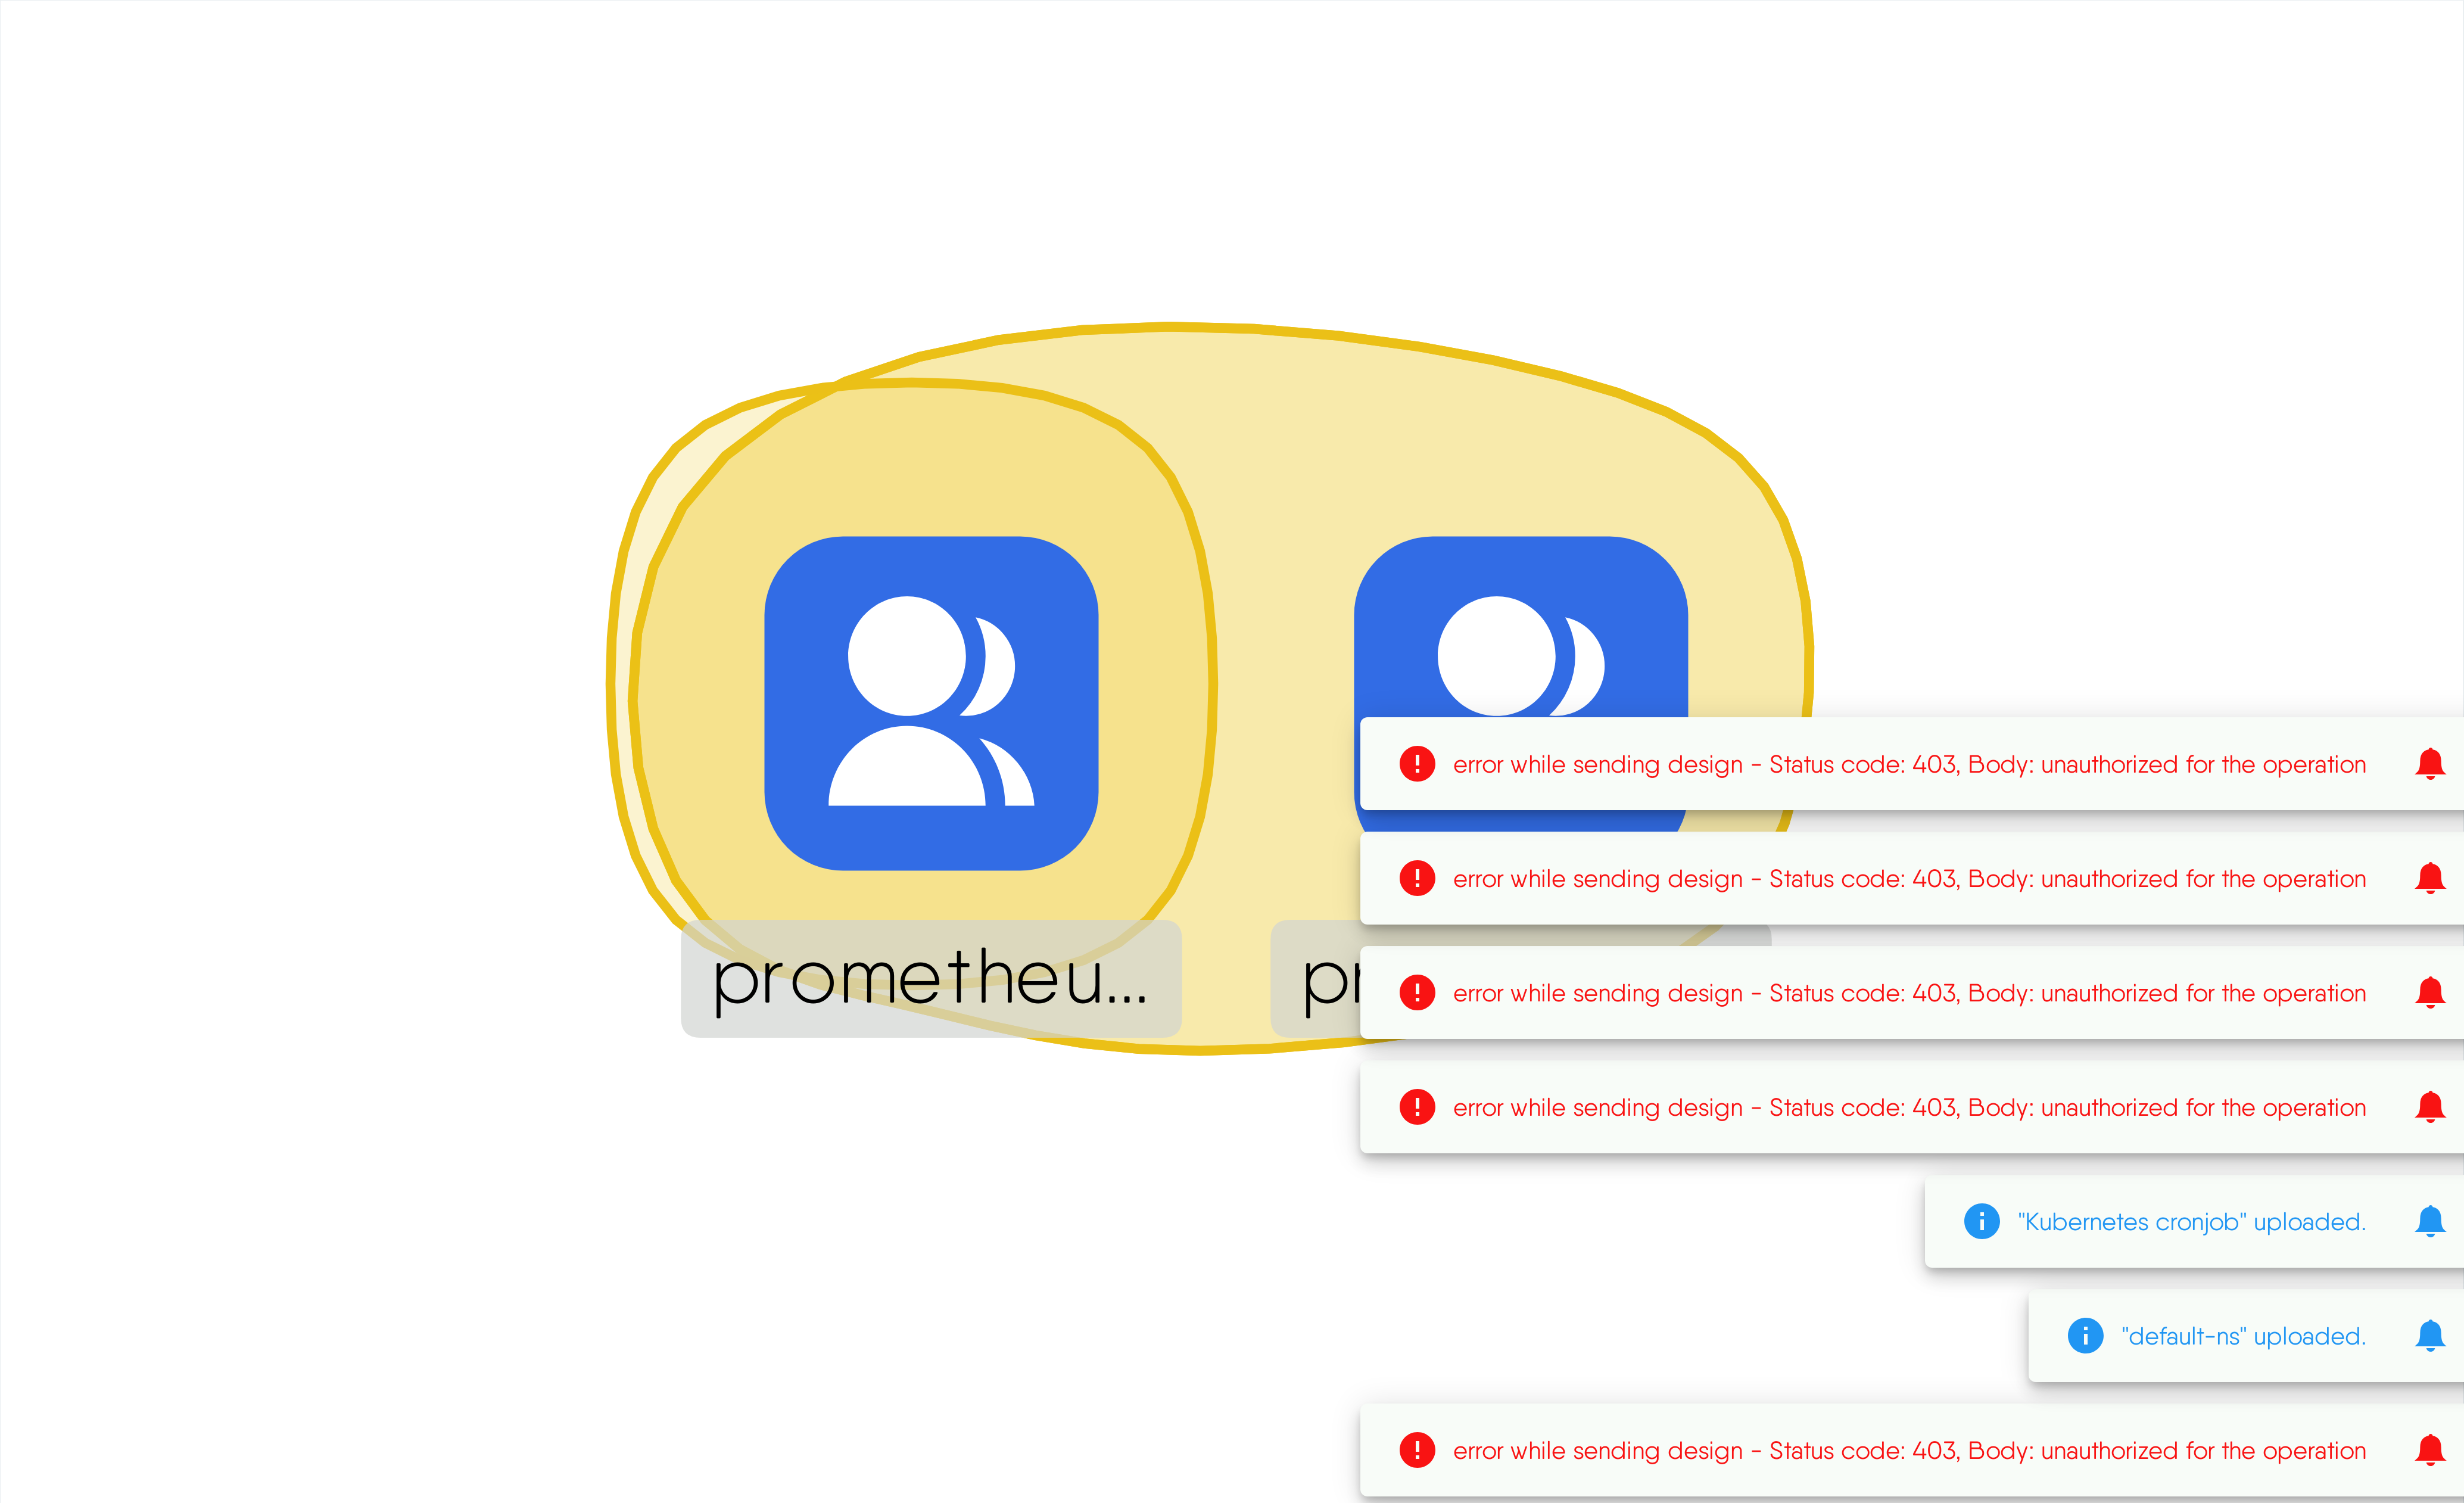 error while sending design - Status code: 403, Body: unauthorized for the operation
error while sending design - Status code: 403, Body: unauthorized for the operation
prometheu...
pr
error while sending design - Status code: 403, Body: unauthorized for the operation
error while sending design - Status code: 403, Body: unauthorized for the operation
"Kubernetes cronjob" uploaded.
"default-ns" uploaded.
error while sending design - Status code: 403, Body: unauthorized for the operation